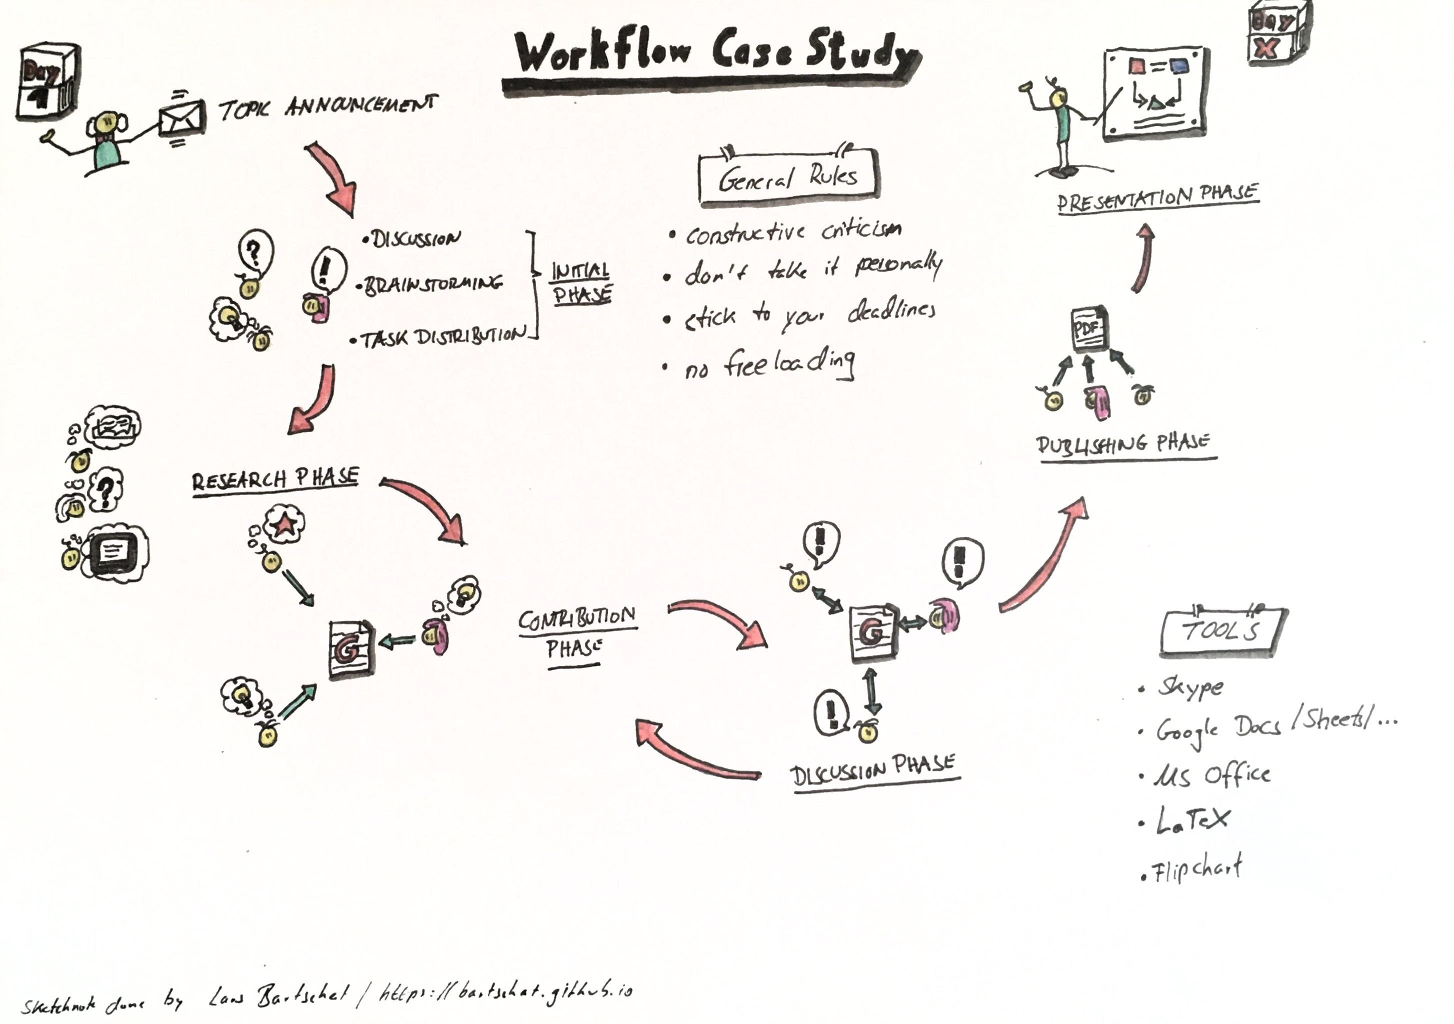 Workflow Case Study
Day
1
TOPIC ANNOUNCEMENT
?
!
• DISCUSSION
• BRAINSTORMING
• TASK DISTRIBUTION
INITIAL
PHASE
RESEARCH PHASE
?
G
CONTRIBUTION
PHASE
General Rules
• constructive criticism
• don't take it personally
• stick to your deadlines
• no freeloading
!
!!
G
!
DISCUSSION PHASE
PDF
PUBLISHING PHASE
Day
X
PRESENTATION PHASE
TOOLS
• Skype
• Google Docs /Sheets/...
• Ms Office
• LaTeX
• Flipchart
Sketchnote done by Lars Bartschat / https://bartschat.github.io